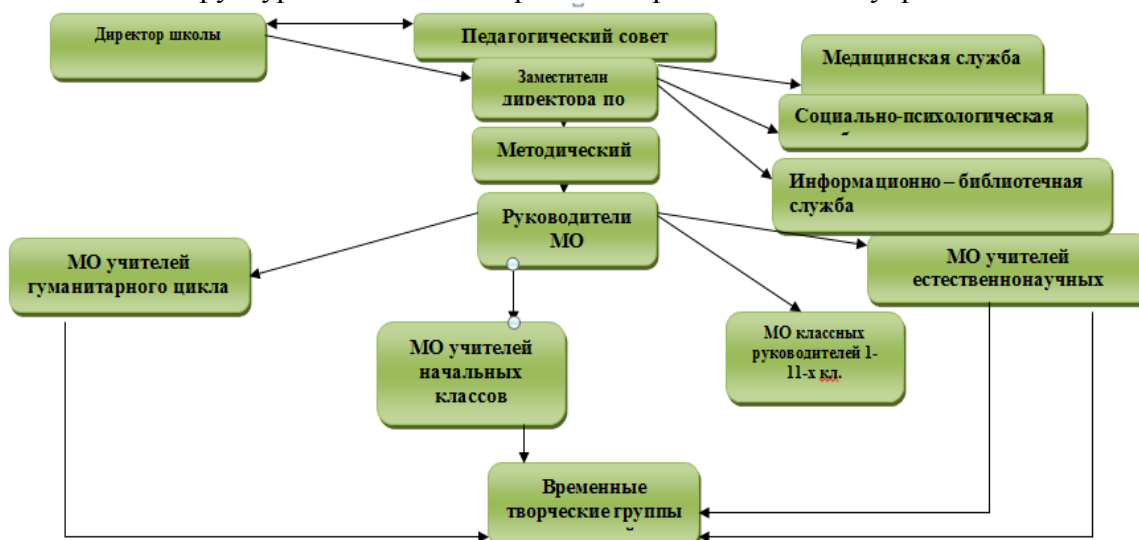 Директор школы
Педагогический совет
Заместители
директора по
Медицинская служба
Социально-психологическая
Методический
Информационно – библиотечная
служба
Руководители
МО
МО учителей
гуманитарного цикла
МО учителей
естественнонаучных
МО учителей
начальных
классов
МО классных
руководителей 1-
11-х кл.
Временные
творческие группы